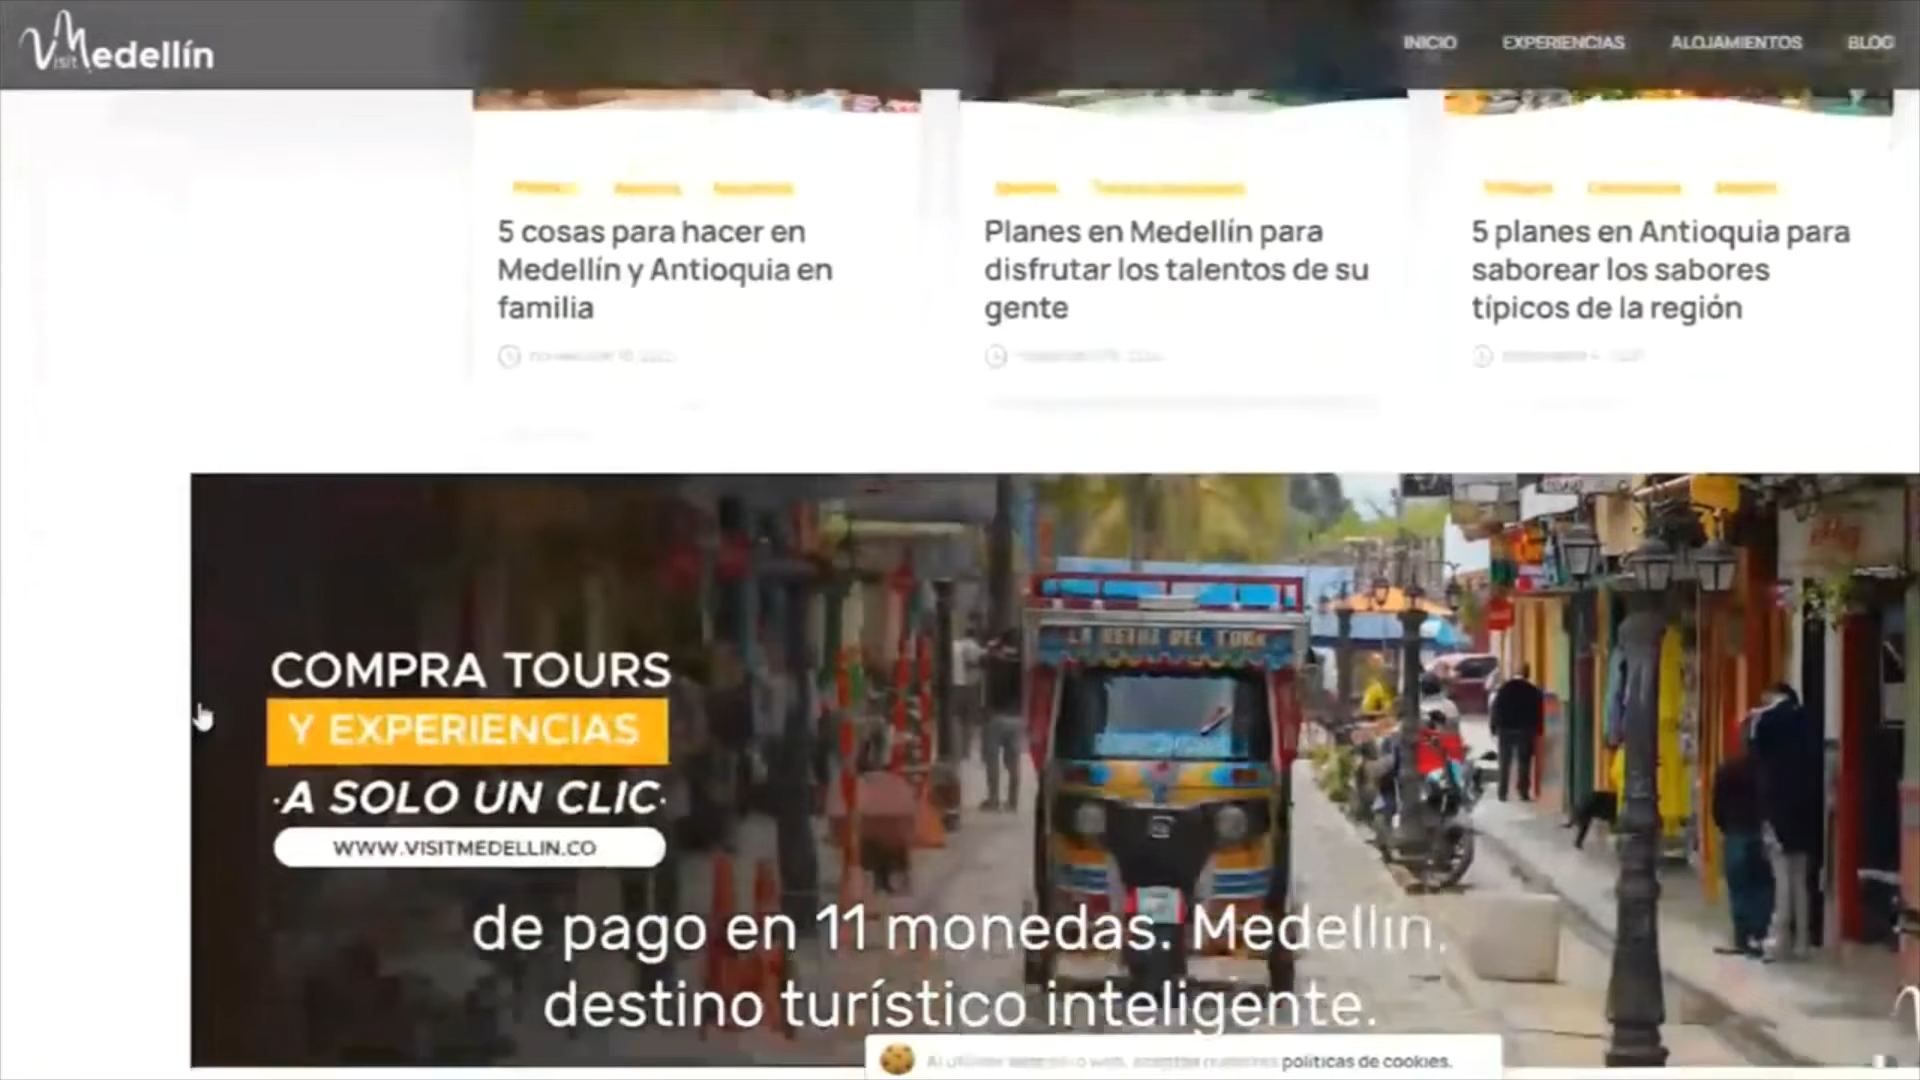 Visit Medellín
INICIO EXPERIENCIAS ALOJAMIENTOS BLOG
5 cosas para hacer en
Medellín y Antioquia en
familia
Planes en Medellín para
disfrutar los talentos de su
gente
5 planes en Antioquia para
saborear los sabores
típicos de la región
COMPRA TOURS
Y EXPERIENCIAS
·A SOLO UN CLIC·
WWW.VISITMEDELLIN.CO
de pago en 11 monedas. Medellín,
destino turístico inteligente.
políticas de cookies.